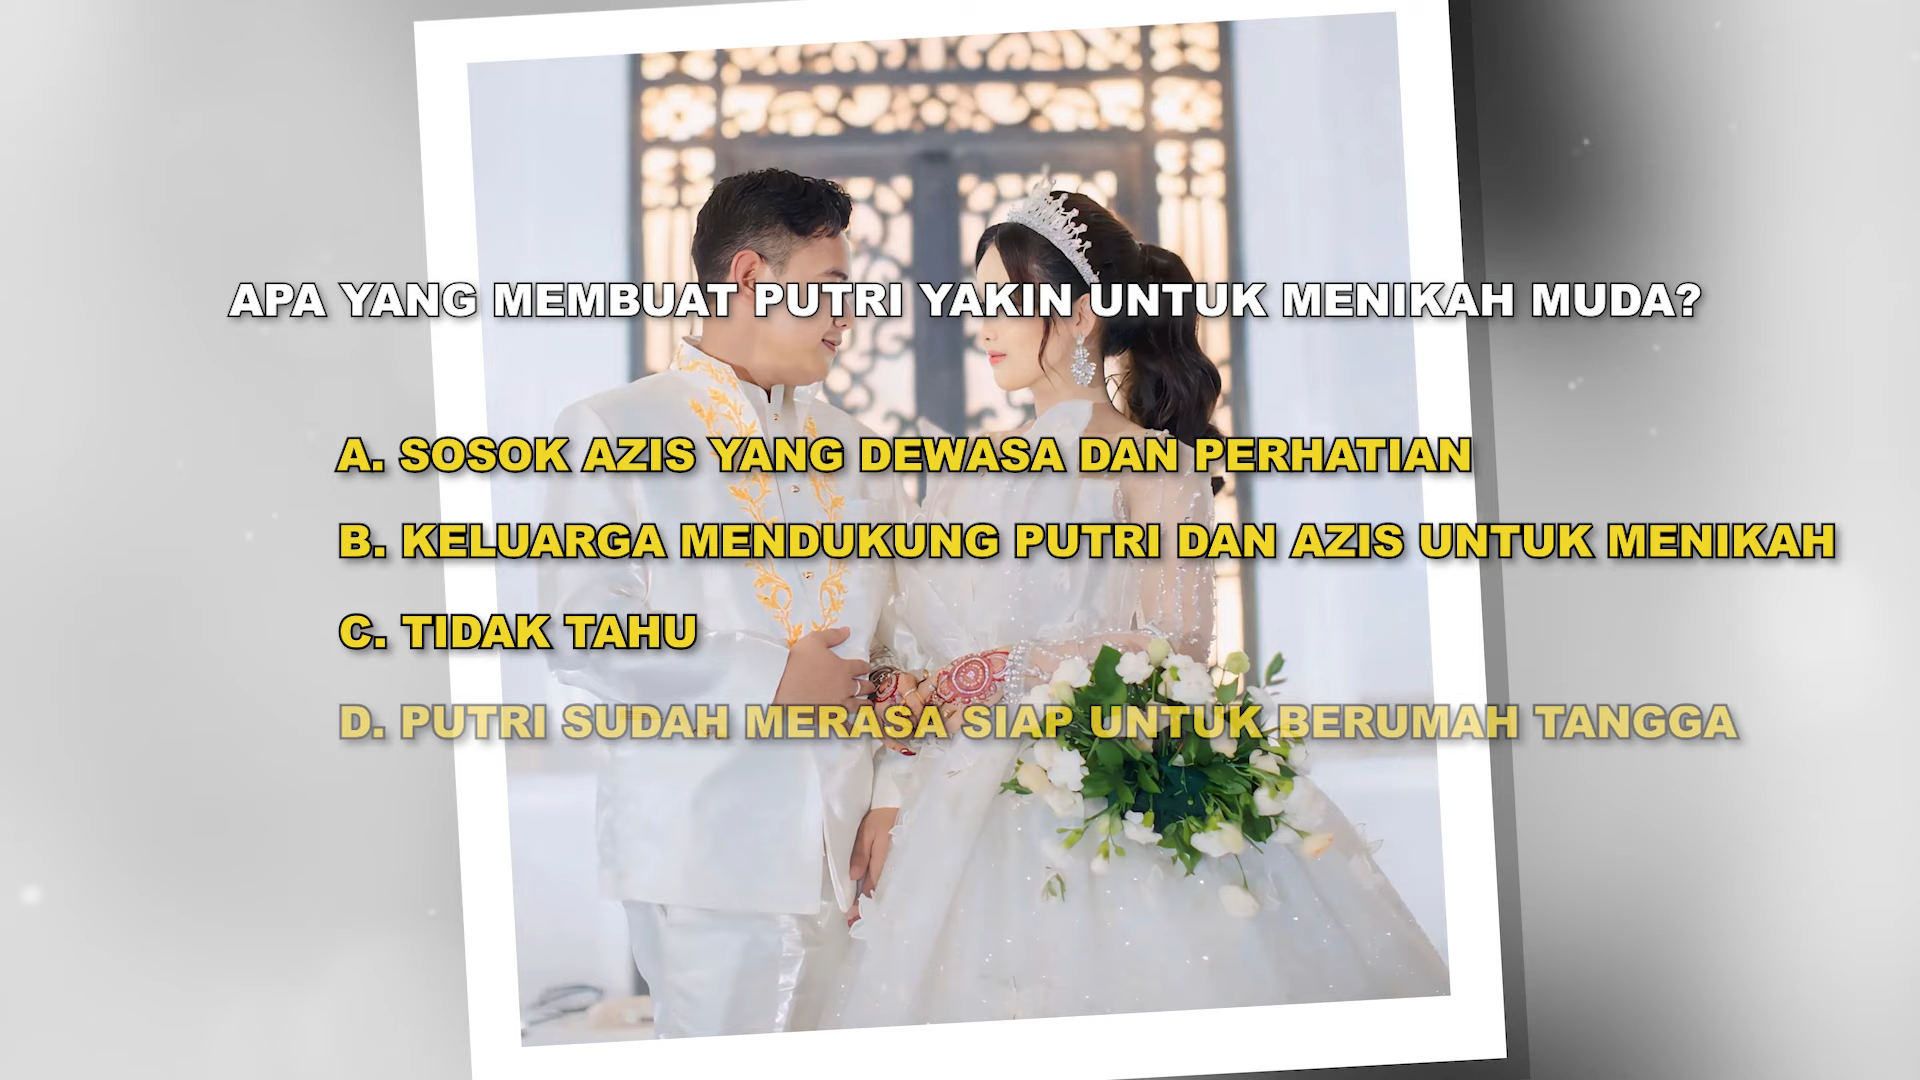 APA YANG MEMBUAT PUTRI YAKIN UNTUK MENIKAH MUDA?
A. SOSOK AZIS YANG DEWASA DAN PERHATIAN
B. KELUARGA MENDUKUNG PUTRI DAN AZIS UNTUK MENIKAH
C. TIDAK TAHU
D. PUTRI SUDAH MERASA SIAP UNTUK BERUMAH TANGGA